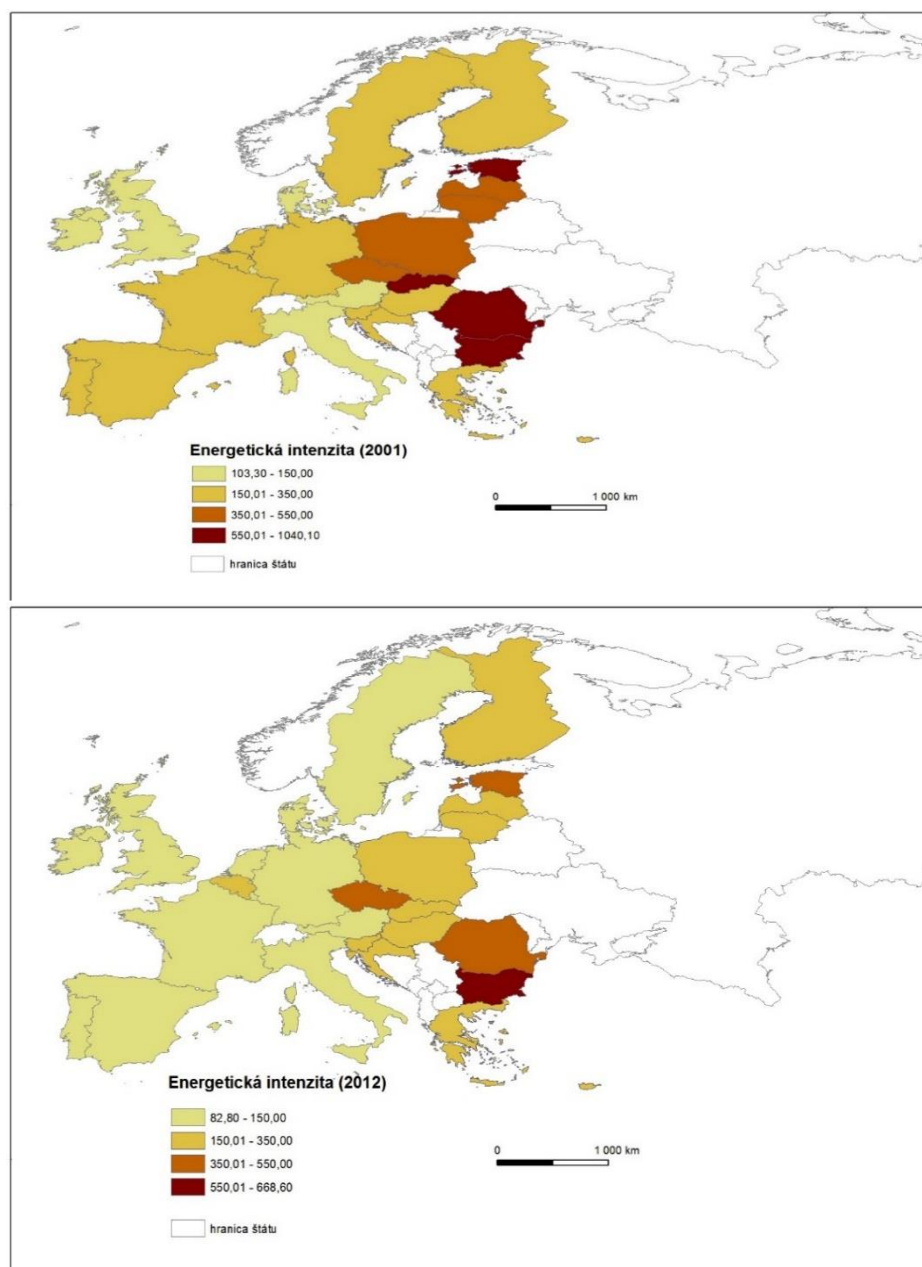 Energetická intenzita (2001)
103,30 - 150,00
150,01 - 350,00
350,01 - 550,00
550,01 - 1040,10
hranica štátu
0 1 000 km
Energetická intenzita (2012)
82,80 - 150,00
150,01 - 350,00
350,01 - 550,00
550,01 - 668,60
hranica štátu
0 1 000 km